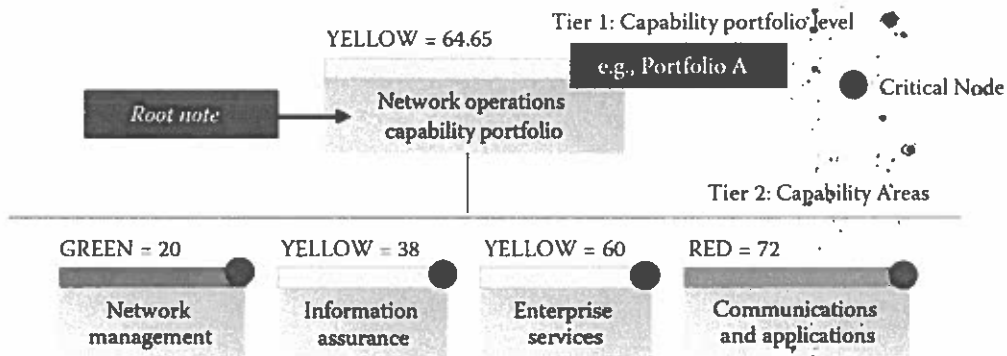 Tier 1: Capability portfolio level
YELLOW = 64.65
e.g., Portfolio A
Critical Node
Root note
Network operations
capability portfolio
Tier 2: Capability Areas
GREEN = 20
YELLOW = 38
YELLOW = 60
RED = 72
Network
management
Information
assurance
Enterprise
services
Communications
and applications